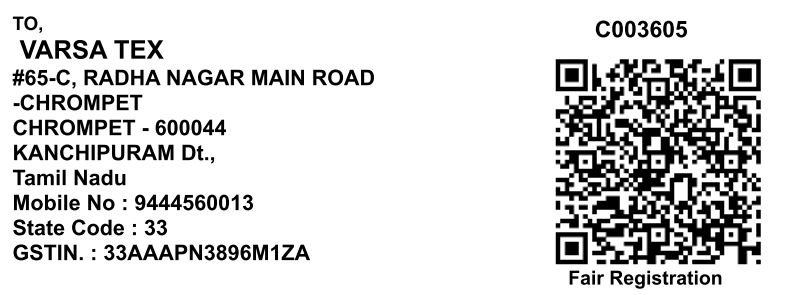 TO,
VARSA TEX
#65-C, RADHA NAGAR MAIN ROAD
-CHROMPET
CHROMPET - 600044
KANCHIPURAM Dt.,
Tamil Nadu
Mobile No : 9444560013
State Code : 33
GSTIN. : 33AAAPN3896M1ZA
C003605
Fair Registration